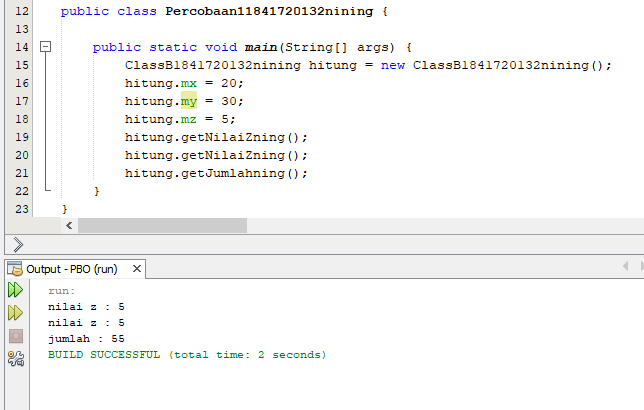 12 public class Percobaan11841720132nining {
13
14 public static void main(String[] args) {
15 ClassB1841720132nining hitung = new ClassB1841720132nining();
16 hitung.mx = 20;
17 hitung.my = 30;
18 hitung.mz = 5;
19 hitung.getNilaiZning();
20 hitung.getNilaiZning();
21 hitung.getJumlahning();
22 }
23 }
Output - PBO (run)
run:
nilai z : 5
nilai z : 5
jumlah : 55
BUILD SUCCESSFUL (total time: 2 seconds)